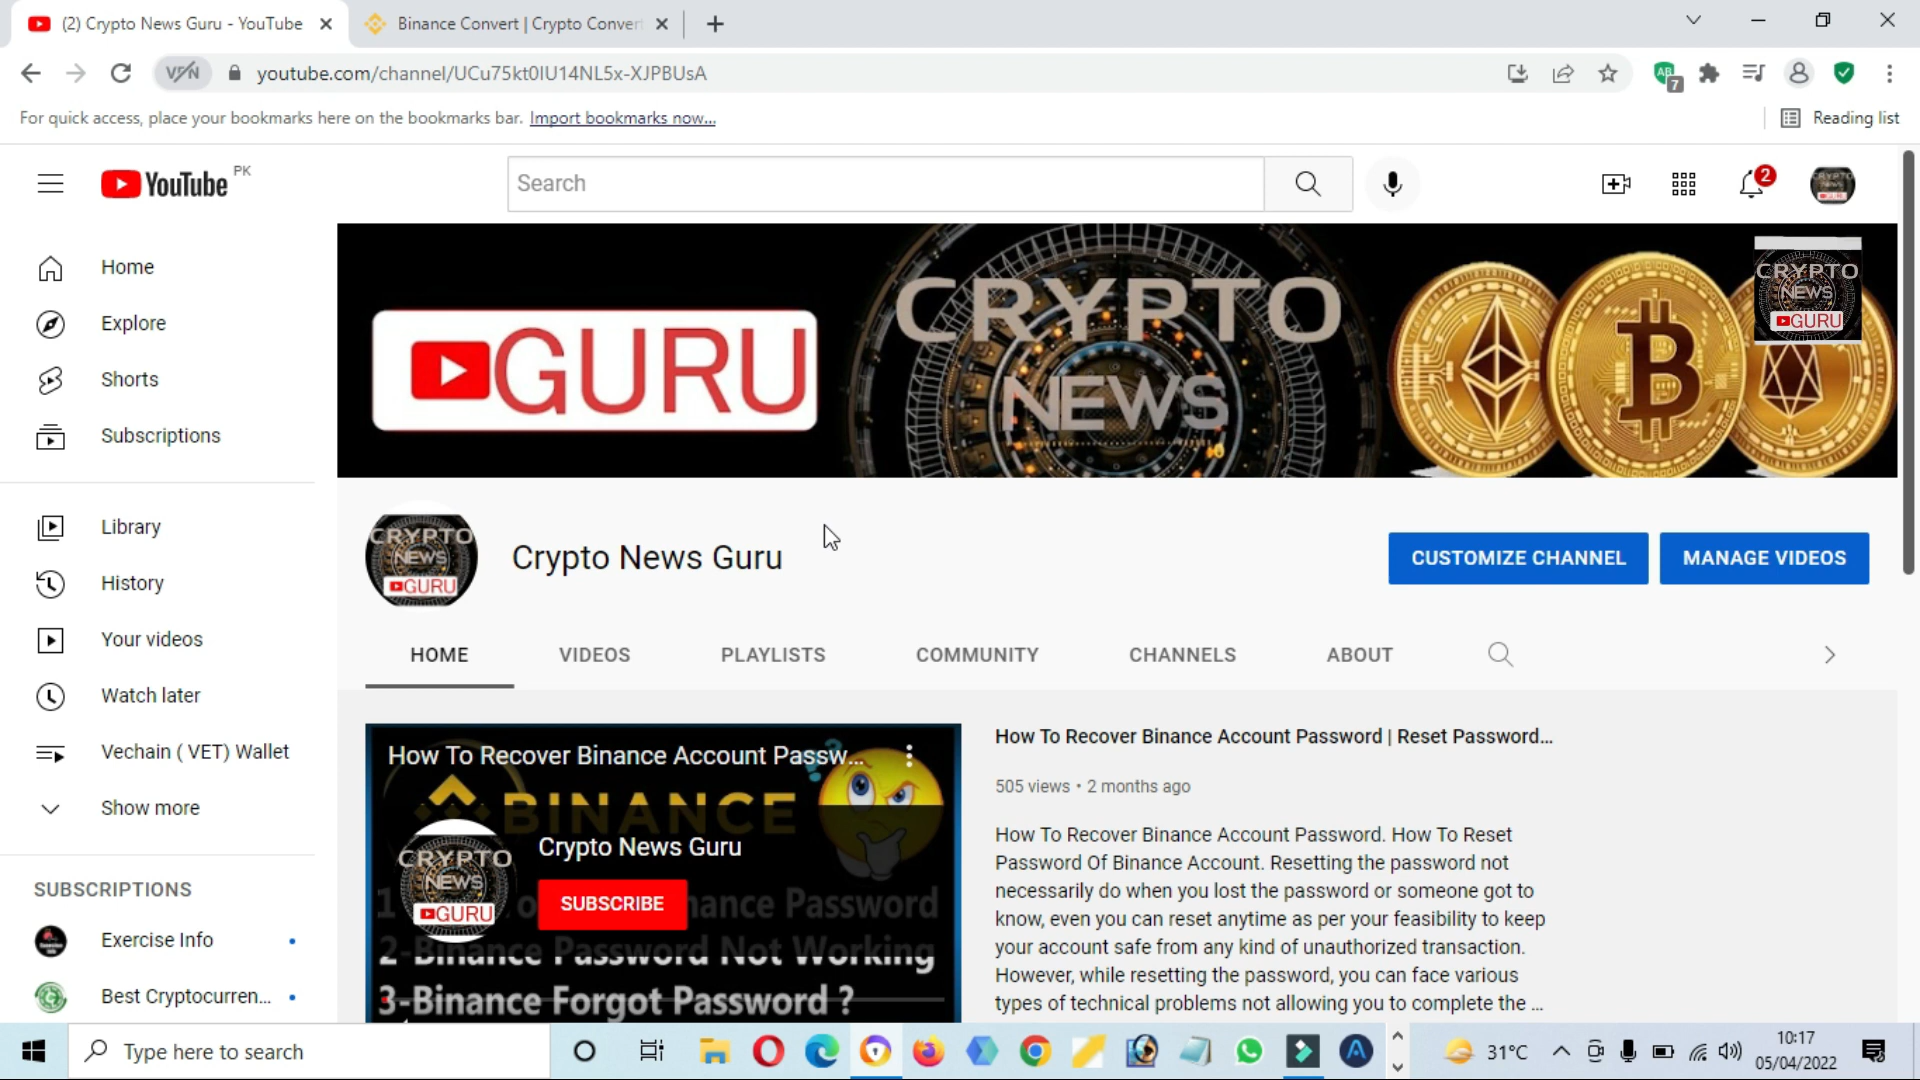 (2) Crypto News Guru - YouTube
Binance Convert | Crypto Conver
VPN
youtube.com/channel/UCu75kt0IU14NL5x-XJPBUsA
7
For quick access, place your bookmarks here on the bookmarks bar. Import bookmarks now...
Reading list
YouTube PK
Search
2
Home
Explore
Shorts
Subscriptions
Library
History
Your videos
Watch later
Vechain ( VET) Wallet
Show more
SUBSCRIPTIONS
Exercise Info
Best Cryptocurren...
GURU
CRYPTO
NEWS
CRYPTO
NEWS
GURU
CRYPTO
NEWS
GURU
Crypto News Guru
CUSTOMIZE CHANNEL
MANAGE VIDEOS
HOME
VIDEOS
PLAYLISTS
COMMUNITY
CHANNELS
ABOUT
How To Recover Binance Account Passw...
BINANCE
CRYPTO
NEWS
GURU
Crypto News Guru
SUBSCRIBE
2-Binance Password Not Working
3-Binance Forgot Password ?
How To Recover Binance Account Password | Reset Password...
505 views • 2 months ago
How To Recover Binance Account Password. How To Reset
Password Of Binance Account. Resetting the password not
necessarily do when you lost the password or someone got to
know, even you can reset anytime as per your feasibility to keep
your account safe from any kind of unauthorized transaction.
However, while resetting the password, you can face various
types of technical problems not allowing you to complete the ...
Type here to search
31°C
10:17
05/04/2022